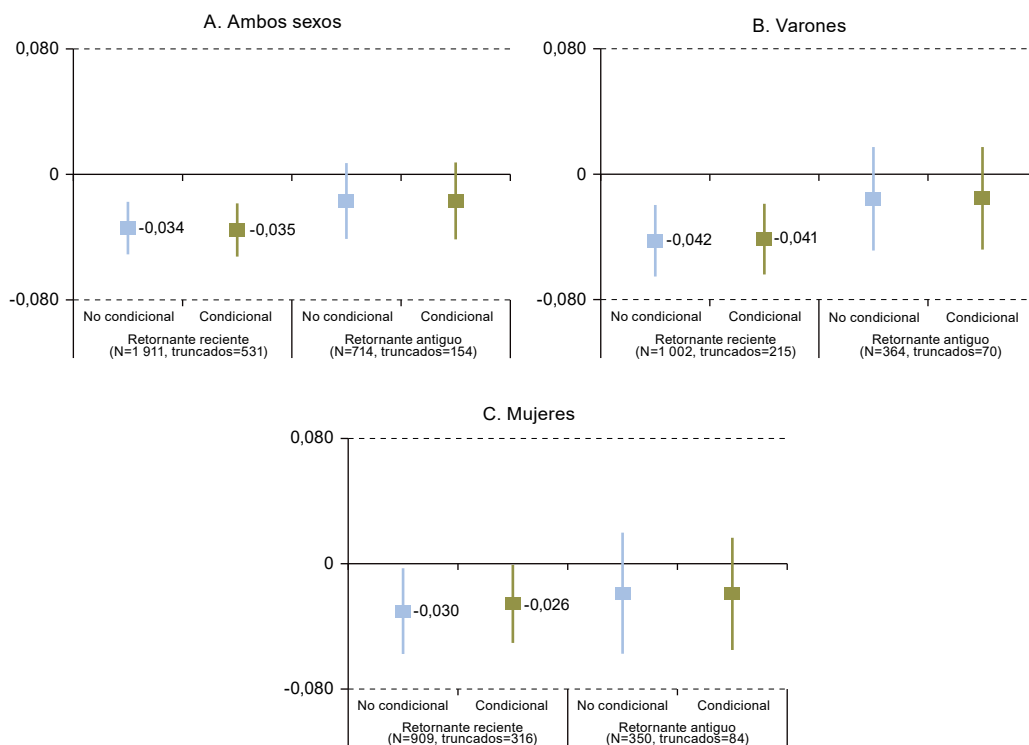 A. Ambos sexos
0,080
0
-0,034
-0,035
-0,080
No condicional
Condicional
No condicional
Condicional
Retornante reciente
(N=1 911, truncados=531)
Retornante antiguo
(N=714, truncados=154)
B. Varones
0,080
0
-0,042
-0,041
-0,080
No condicional
Condicional
No condicional
Condicional
Retornante reciente
(N=1 002, truncados=215)
Retornante antiguo
(N=364, truncados=70)
C. Mujeres
0,080
0
-0,030
-0,026
-0,080
No condicional
Condicional
No condicional
Condicional
Retornante reciente
(N=909, truncados=316)
Retornante antiguo
(N=350, truncados=84)